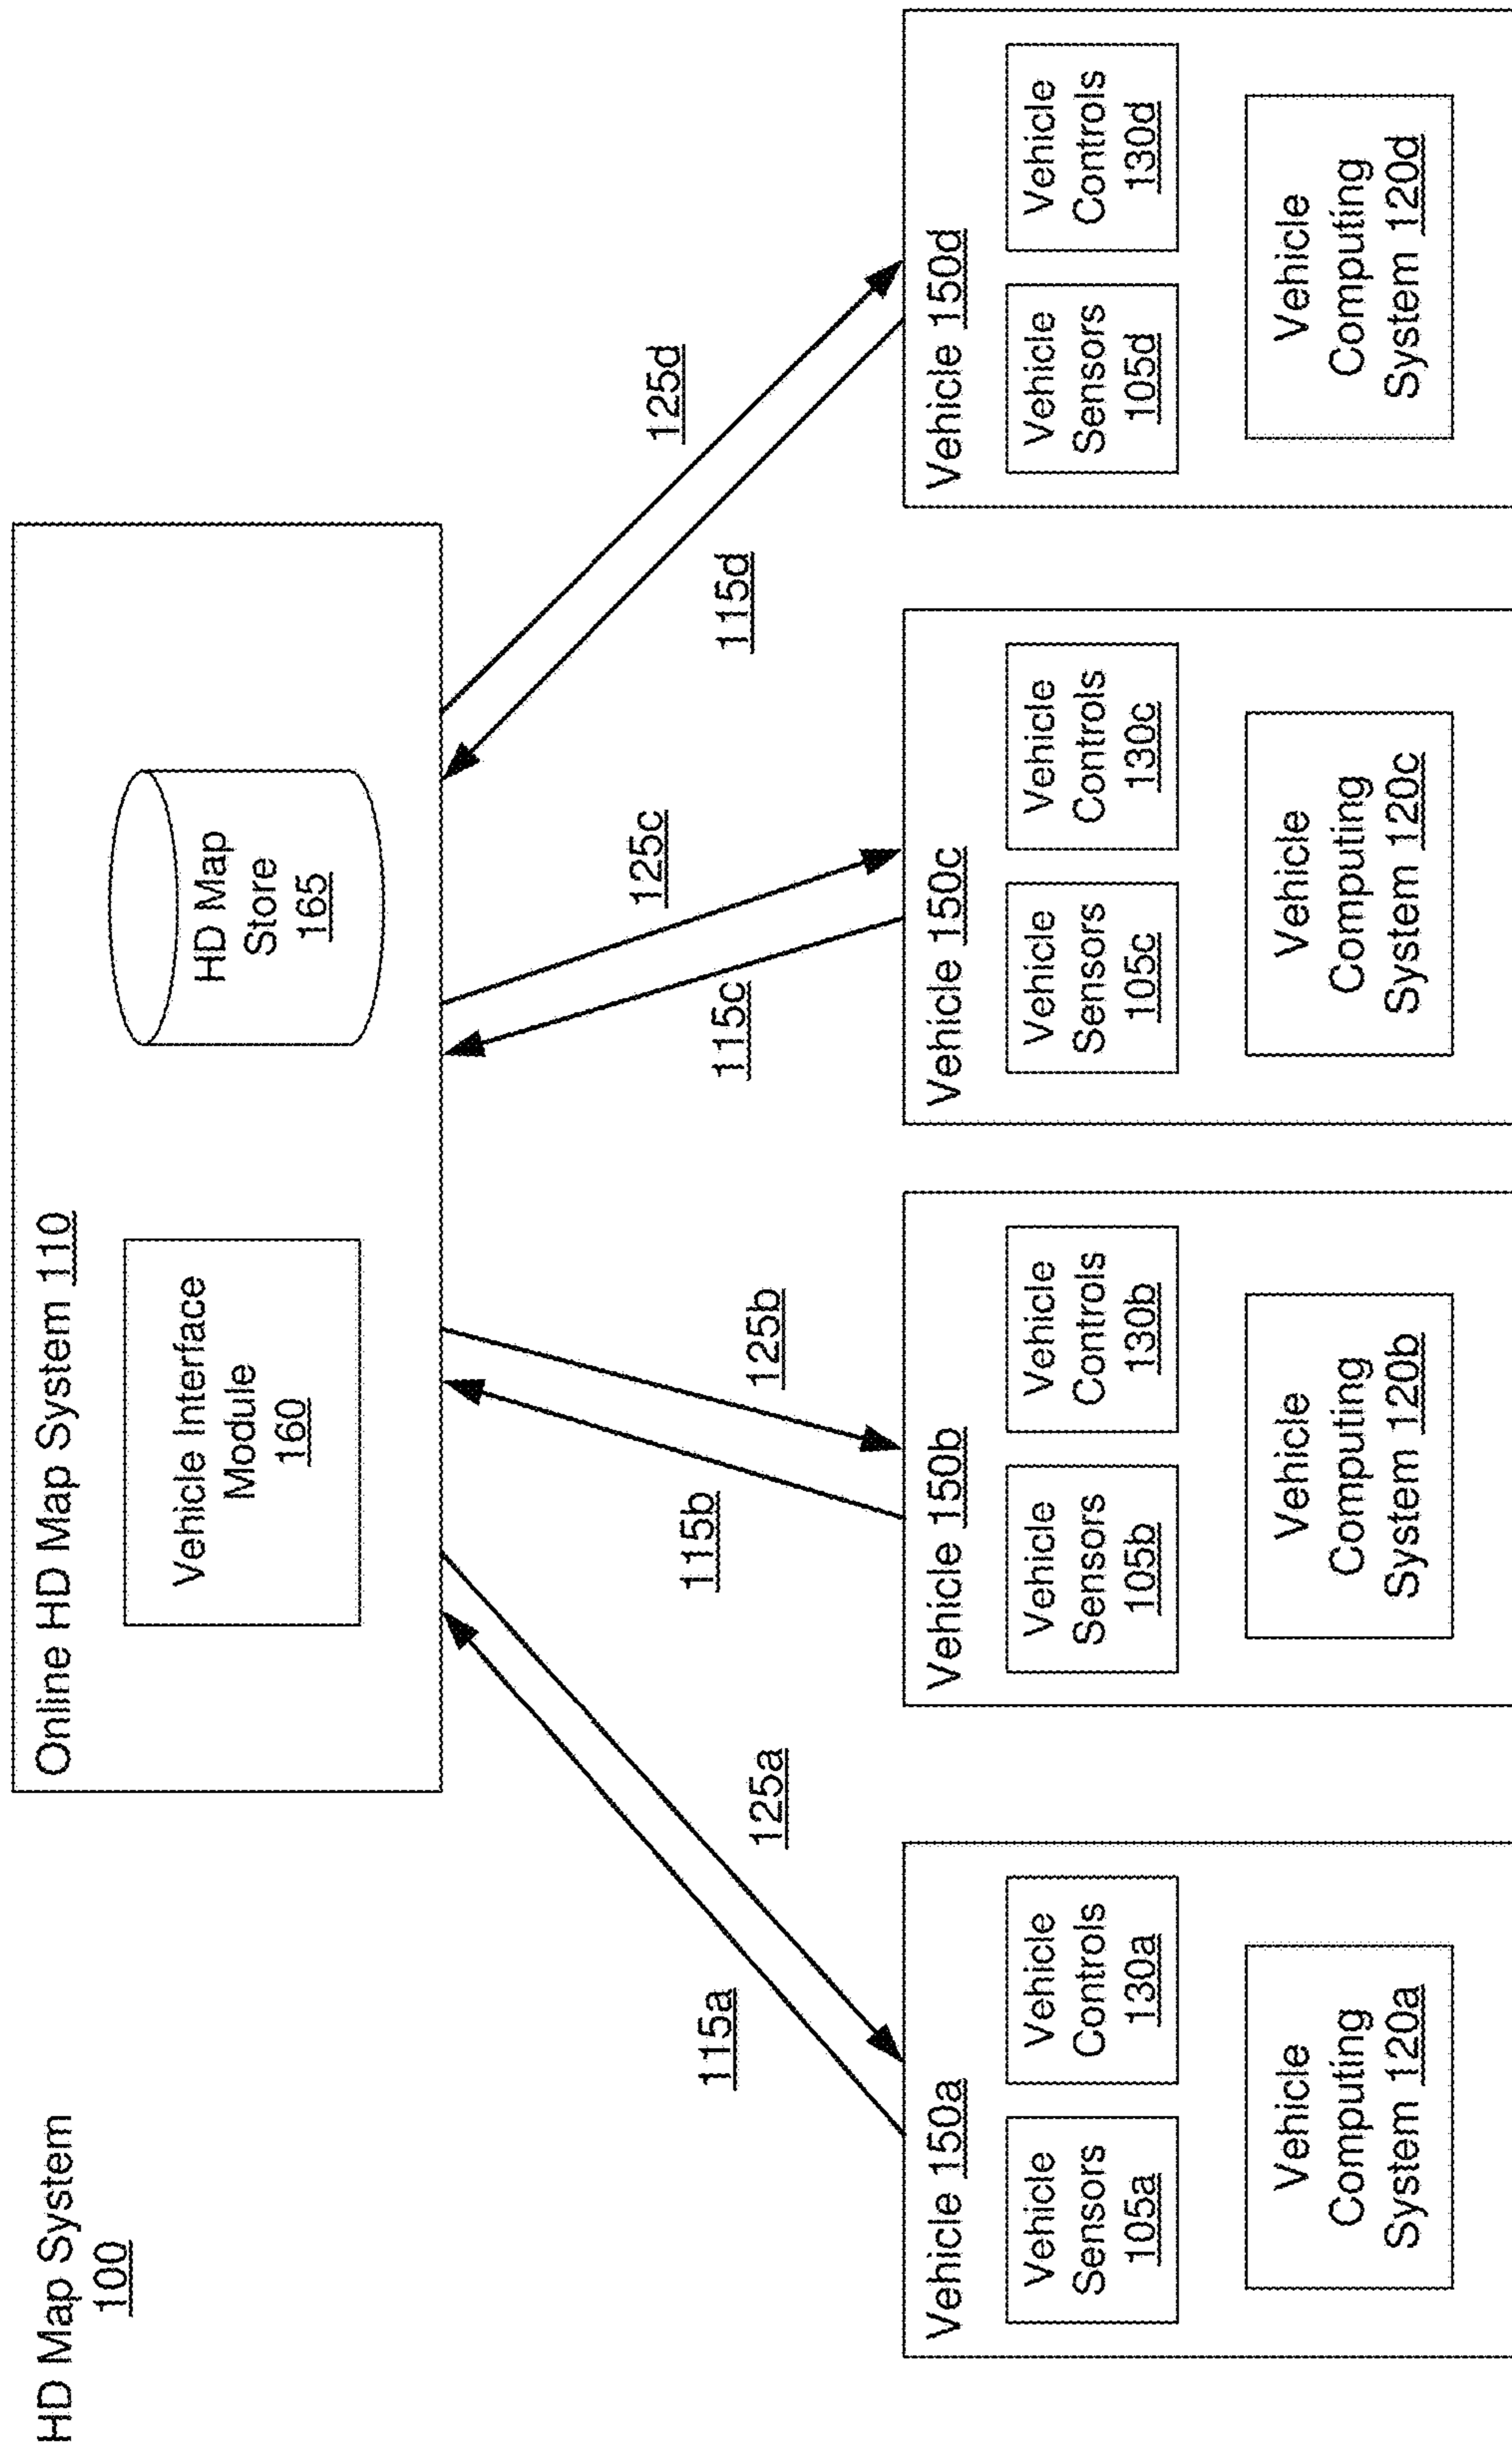 HD Map System
100
Online HD Map System 110
Vehicle Interface
Module
160
HD Map
Store
165
115a
125a
115b
125b
115c
125c
115d
125d
Vehicle 150a
Vehicle
Sensors
105a
Vehicle
Controls
130a
Vehicle
Computing
System 120a
Vehicle 150b
Vehicle
Sensors
105b
Vehicle
Controls
130b
Vehicle
Computing
System 120b
Vehicle 150c
Vehicle
Sensors
105c
Vehicle
Controls
130c
Vehicle
Computing
System 120c
Vehicle 150d
Vehicle
Sensors
105d
Vehicle
Controls
130d
Vehicle
Computing
System 120d